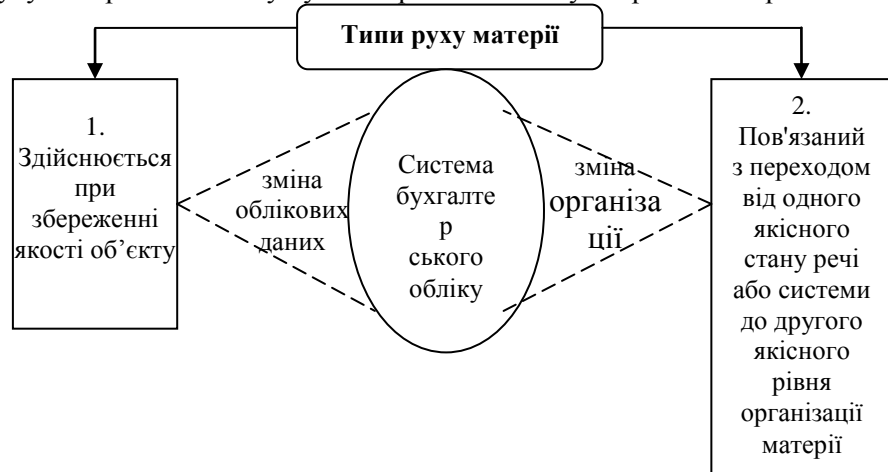 Типи руху матерії
1.
Здійснюється
при
збереженні
якості об’єкту
зміна
облікових
даних
Система
бухгалте
р
ського
обліку
зміна
організа
ції
2.
Пов'язаний
з переходом
від одного
якісного
стану речі
або системи
до другого
якісного
рівня
організації
матерії